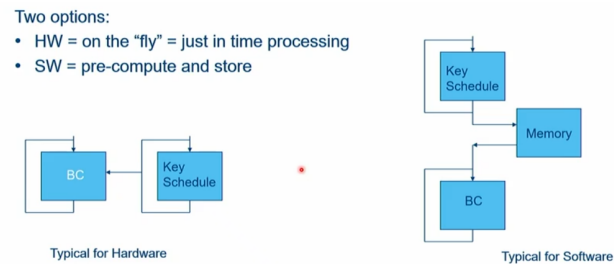 Two options:
• HW = on the “fly” = just in time processing
• SW = pre-compute and store
BC
Key
Schedule
Typical for Hardware
Key
Schedule
Memory
BC
Typical for Software